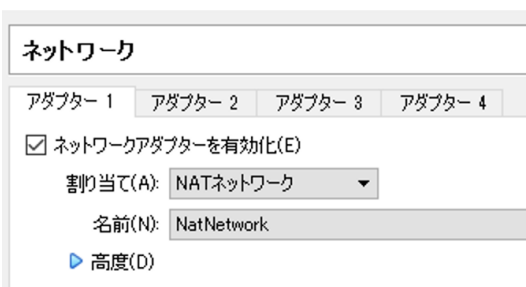 ネットワーク
アダプター 1 アダプター 2 アダプター 3 アダプター 4
ネットワークアダプターを有効化(E)
割り当て(A): NATネットワーク
名前(N): NatNetwork
高度(D)